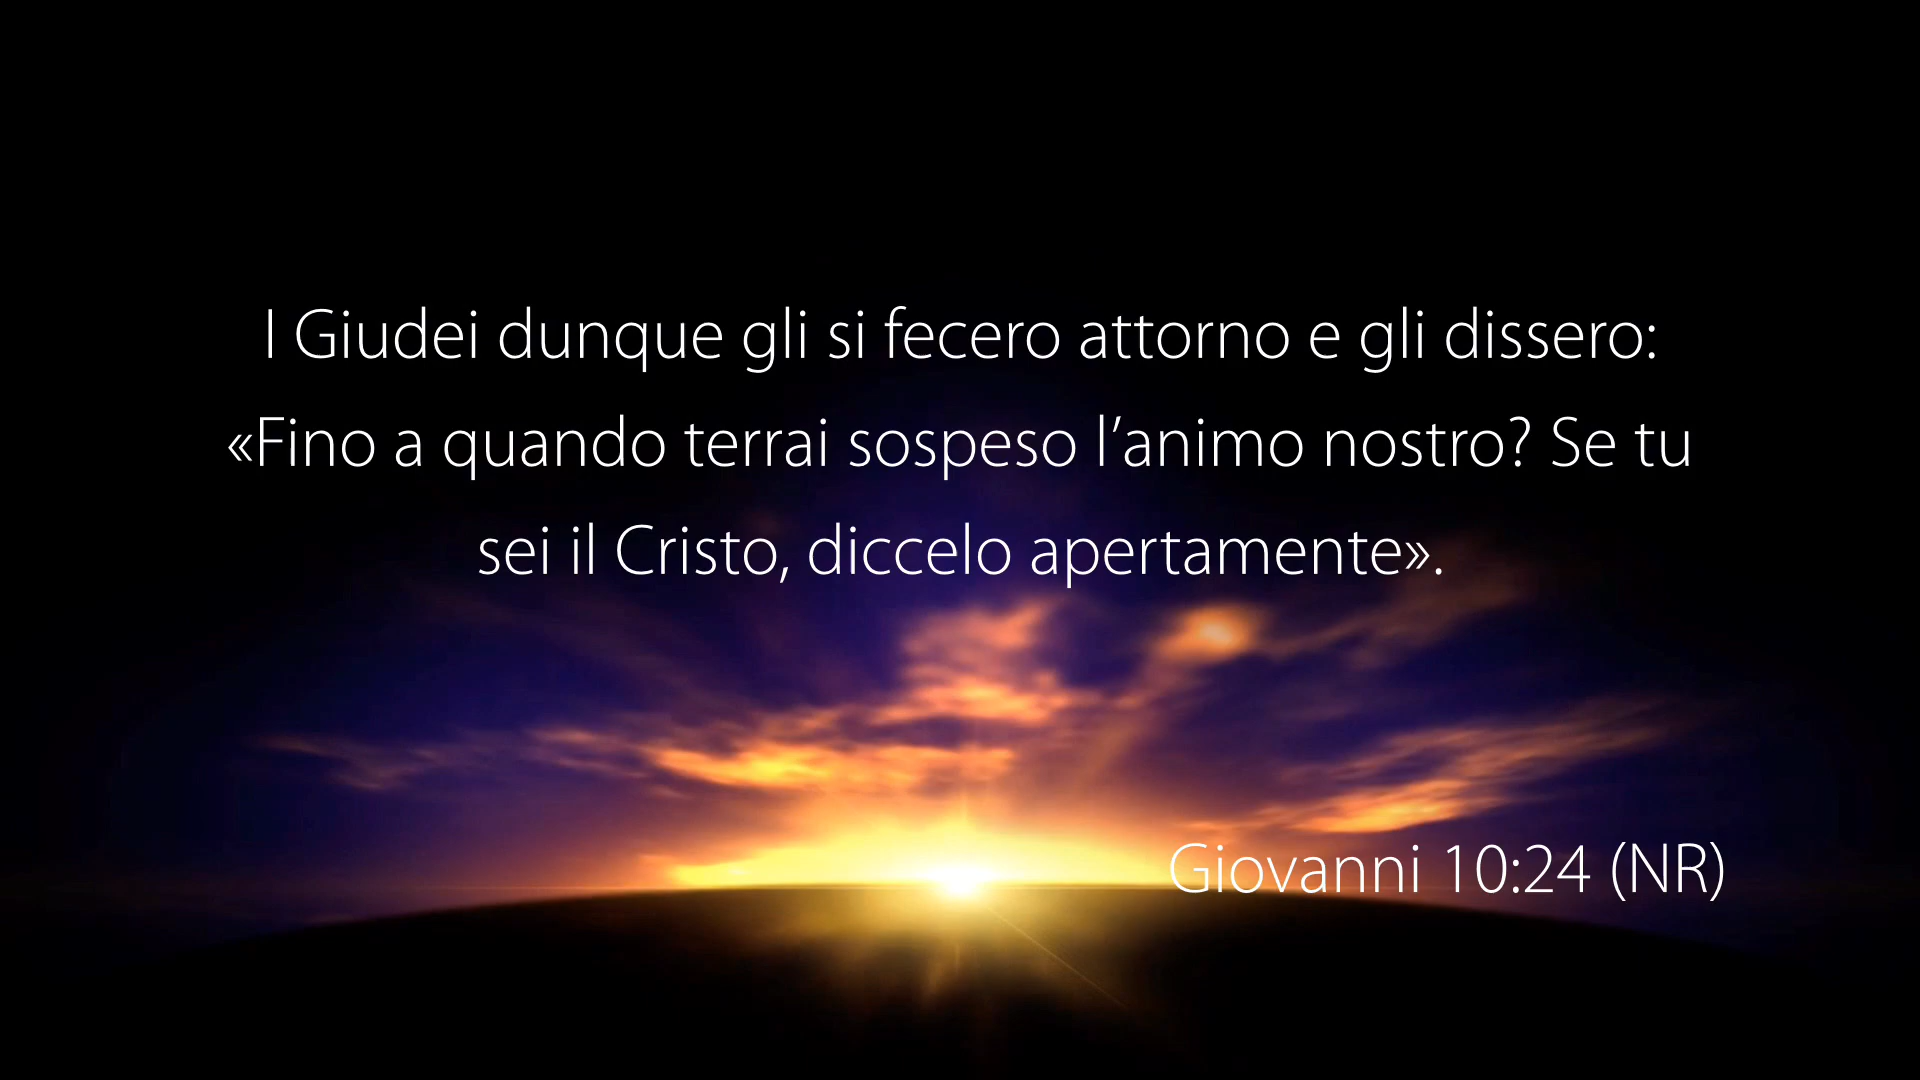 I Giudei dunque gli si fecero attorno e gli dissero:
«Fino a quando terrai sospeso l’animo nostro? Se tu
sei il Cristo, diccelo apertamente».
Giovanni 10:24 (NR)